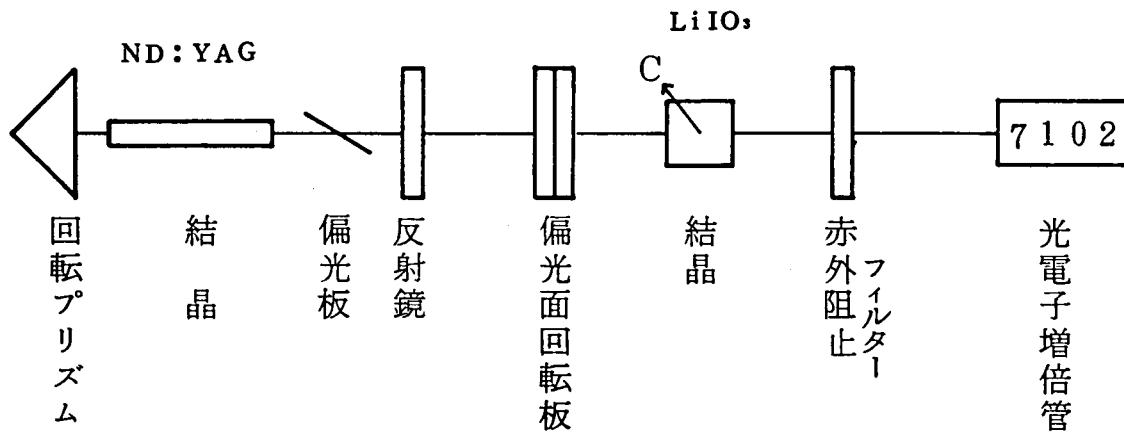 ND:YAG
LiIO₃
C
7102
回転プリズム
結晶
偏光板
反射鏡
偏光面回転板
結晶
赤外阻止
フィルター
光電子増倍管